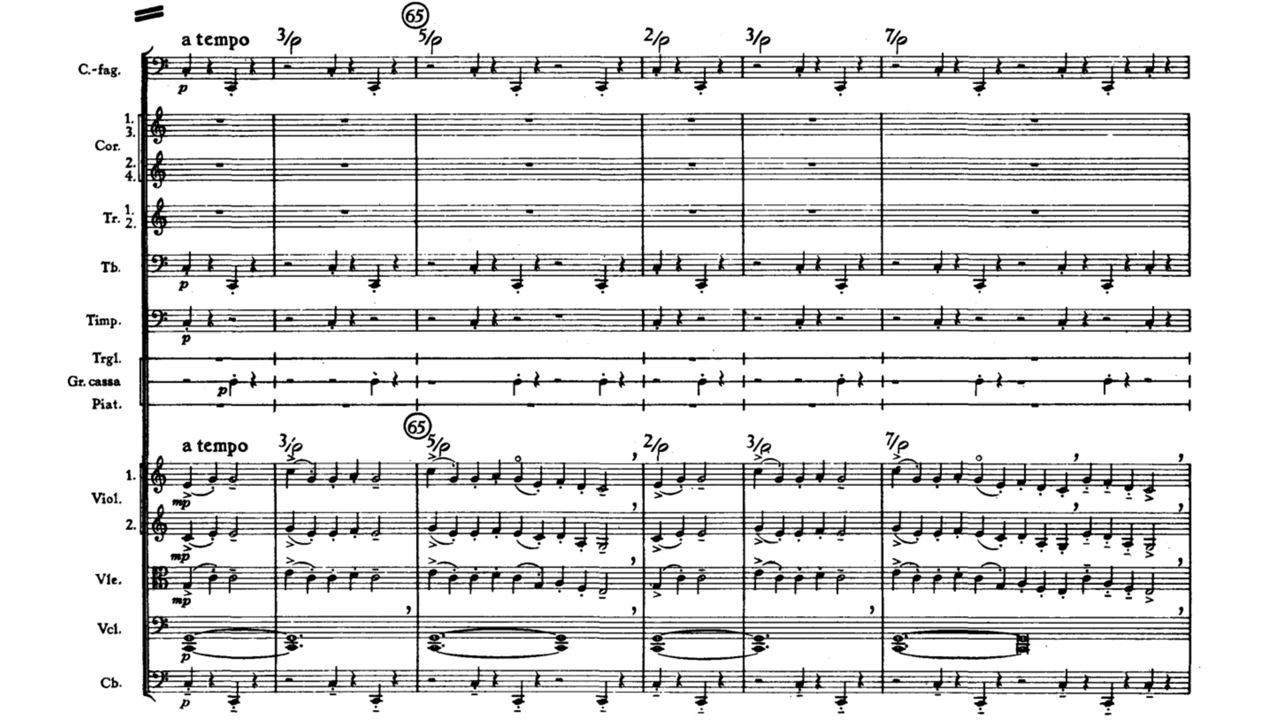 65
a tempo 3/𝅗𝅥 5/𝅗𝅥 2/𝅗𝅥 3/𝅗𝅥 7/𝅗𝅥
C.-fag.
p
1.
3.
Cor.
2.
4.
Tr. 1.
2.
Tb.
p
Timp.
p
Trgl.
Gr. cassa
p
Piat.
65
a tempo 3/𝅗𝅥 5/𝅗𝅥 2/𝅗𝅥 3/𝅗𝅥 7/𝅗𝅥
1.
mp
Viol.
2.
mp
Vle.
mp
Vcl.
p
Cb.
p